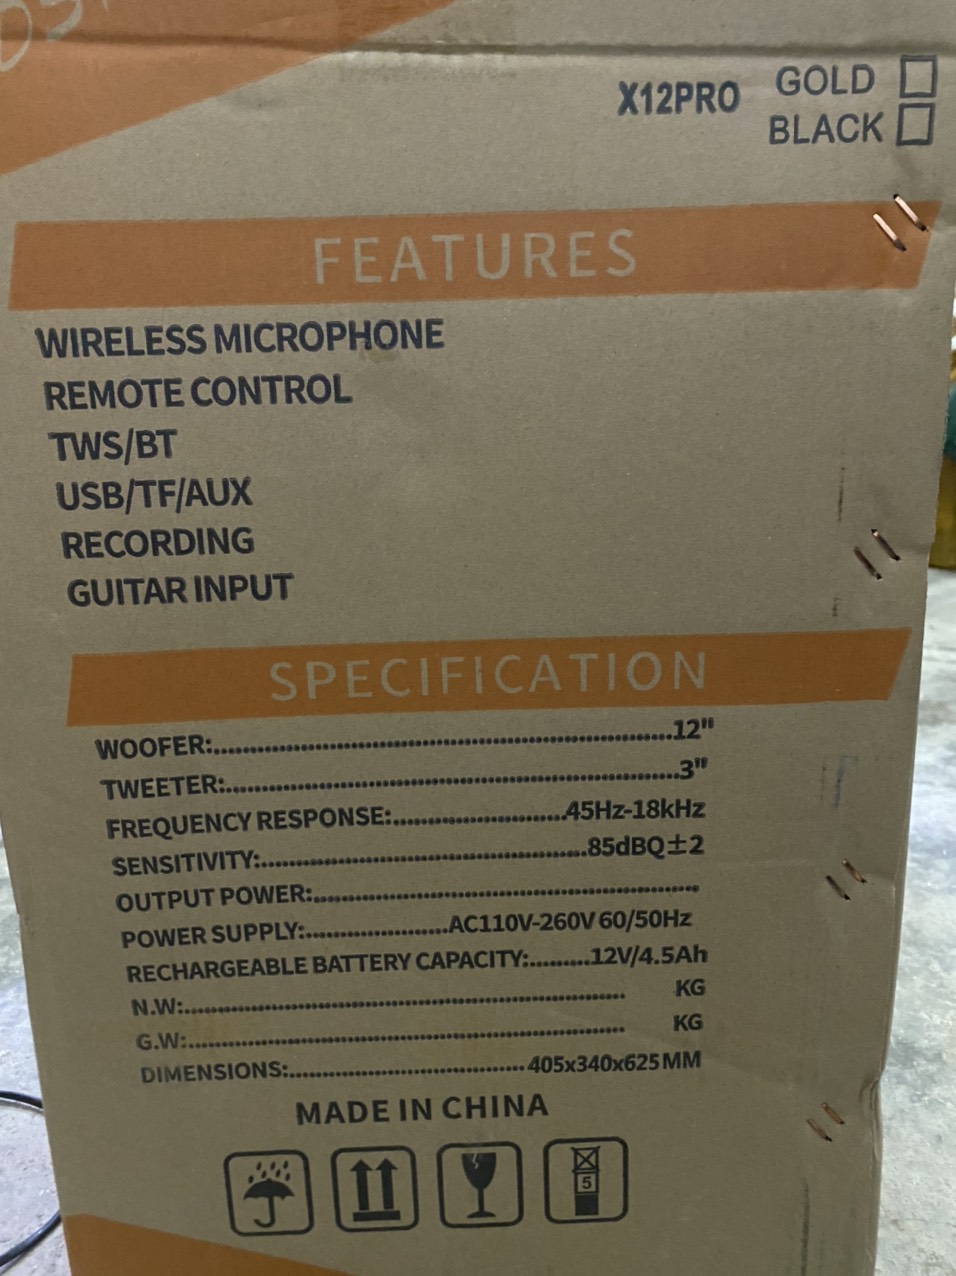 X12PRO GOLD
BLACK
FEATURES
WIRELESS MICROPHONE
REMOTE CONTROL
TWS/BT
USB/TF/AUX
RECORDING
GUITAR INPUT
SPECIFICATION
WOOFER:..........12"
TWEETER:..........3"
FREQUENCY RESPONSE:..........45Hz-18kHz
SENSITIVITY:..........85dBQ±2
OUTPUT POWER:..........
POWER SUPPLY:..........AC110V-260V 60/50Hz
RECHARGEABLE BATTERY CAPACITY:..........12V/4.5Ah
N.W:.......... KG
G.W:.......... KG
DIMENSIONS:..........405x340x625MM
MADE IN CHINA
5